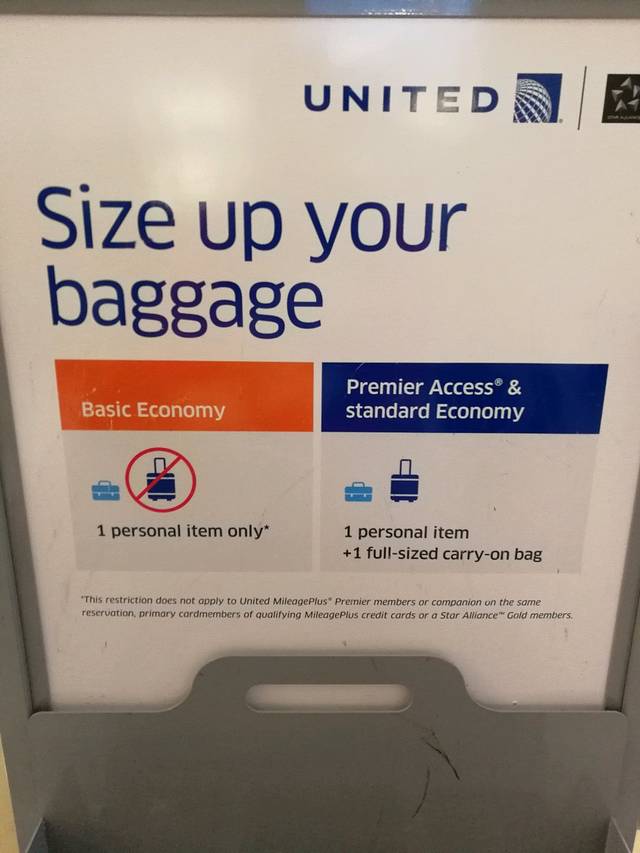 UNITED
STAR ALLIANCE
Size up your
baggage
Basic Economy
Premier Access® &
standard Economy
1 personal item only*
1 personal item
+1 full-sized carry-on bag
*This restriction does not apply to United MileagePlus® Premier members or companion on the same
reservation, primary cardmembers of qualifying MileagePlus credit cards or a Star Alliance™ Gold members.